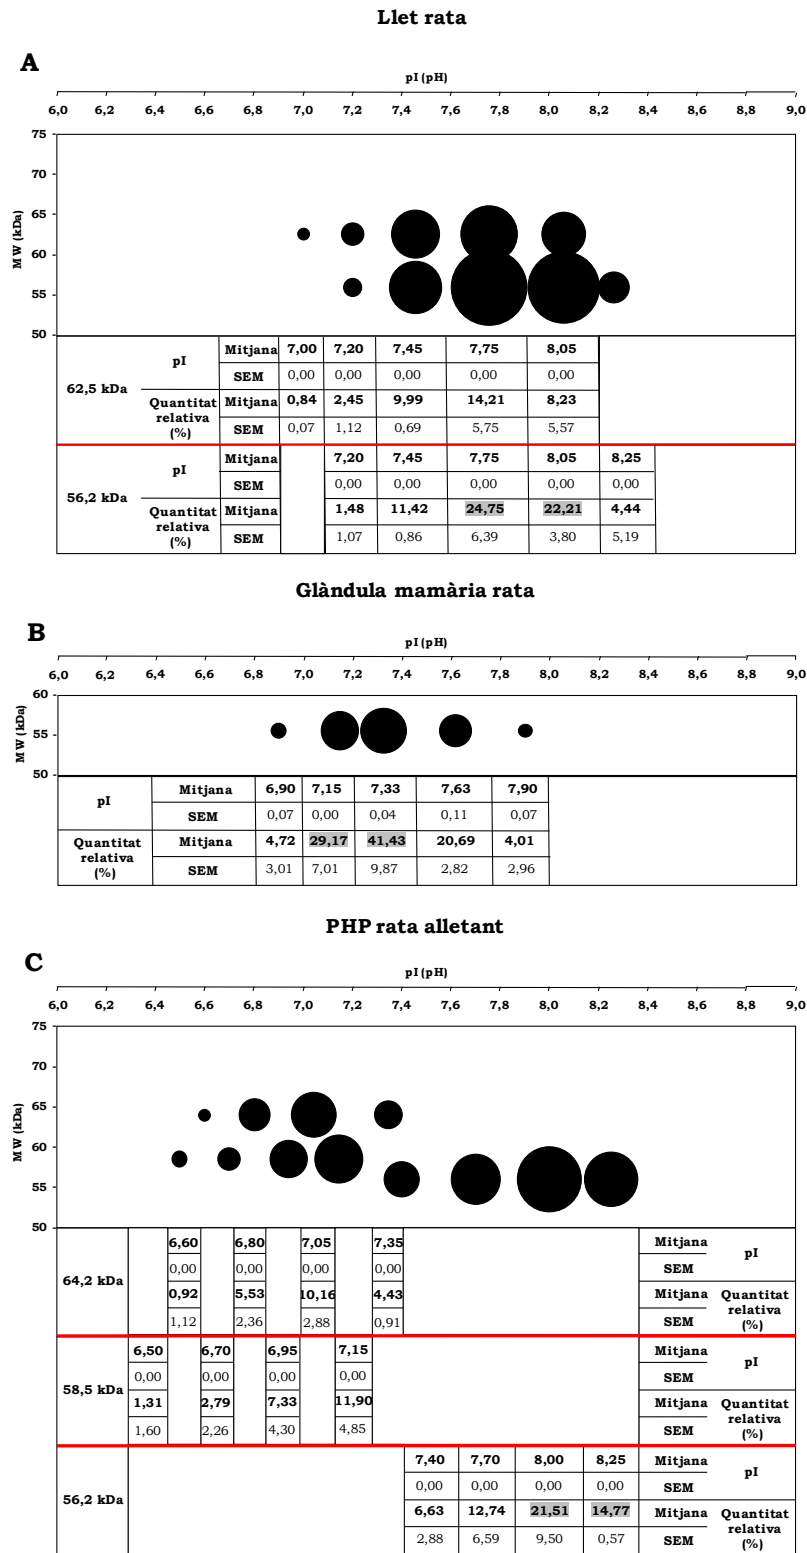 Llet rata
A
pI (pH)
6,0 6,2 6,4 6,6 6,8 7,0 7,2 7,4 7,6 7,8 8,0 8,2 8,4 8,6 8,8 9,0
75
70
65
MW (kDa)
60
55
50
62,5 kDa pI Mitjana 7,00 7,20 7,45 7,75 8,05
SEM 0,00 0,00 0,00 0,00 0,00
Quantitat relativa (%) Mitjana 0,84 2,45 9,99 14,21 8,23
SEM 0,07 1,12 0,69 5,75 5,57
56,2 kDa pI Mitjana 7,20 7,45 7,75 8,05 8,25
SEM 0,00 0,00 0,00 0,00 0,00
Quantitat relativa (%) Mitjana 1,48 11,42 24,75 22,21 4,44
SEM 1,07 0,86 6,39 3,80 5,19
Glàndula mamària rata
B
pI (pH)
6,0 6,2 6,4 6,6 6,8 7,0 7,2 7,4 7,6 7,8 8,0 8,2 8,4 8,6 8,8 9,0
60
MW (kDa)
55
50
pI Mitjana 6,90 7,15 7,33 7,63 7,90
SEM 0,07 0,00 0,04 0,11 0,07
Quantitat relativa (%) Mitjana 4,72 29,17 41,43 20,69 4,01
SEM 3,01 7,01 9,87 2,82 2,96
PHP rata alletant
C
pI (pH)
6,0 6,2 6,4 6,6 6,8 7,0 7,2 7,4 7,6 7,8 8,0 8,2 8,4 8,6 8,8 9,0
75
70
65
MW (kDa)
60
55
50
64,2 kDa 6,60 6,80 7,05 7,35 Mitjana pI
0,00 0,00 0,00 0,00 SEM
0,92 5,53 10,16 4,43 Mitjana Quantitat relativa (%)
1,12 2,36 2,88 0,91 SEM
58,5 kDa 6,50 6,70 6,95 7,15 Mitjana pI
0,00 0,00 0,00 0,00 SEM
1,31 2,79 7,33 11,90 Mitjana Quantitat relativa (%)
1,60 2,26 4,30 4,85 SEM
56,2 kDa 7,40 7,70 8,00 8,25 Mitjana pI
0,00 0,00 0,00 0,00 SEM
6,63 12,74 21,51 14,77 Mitjana Quantitat relativa (%)
2,88 6,59 9,50 0,57 SEM